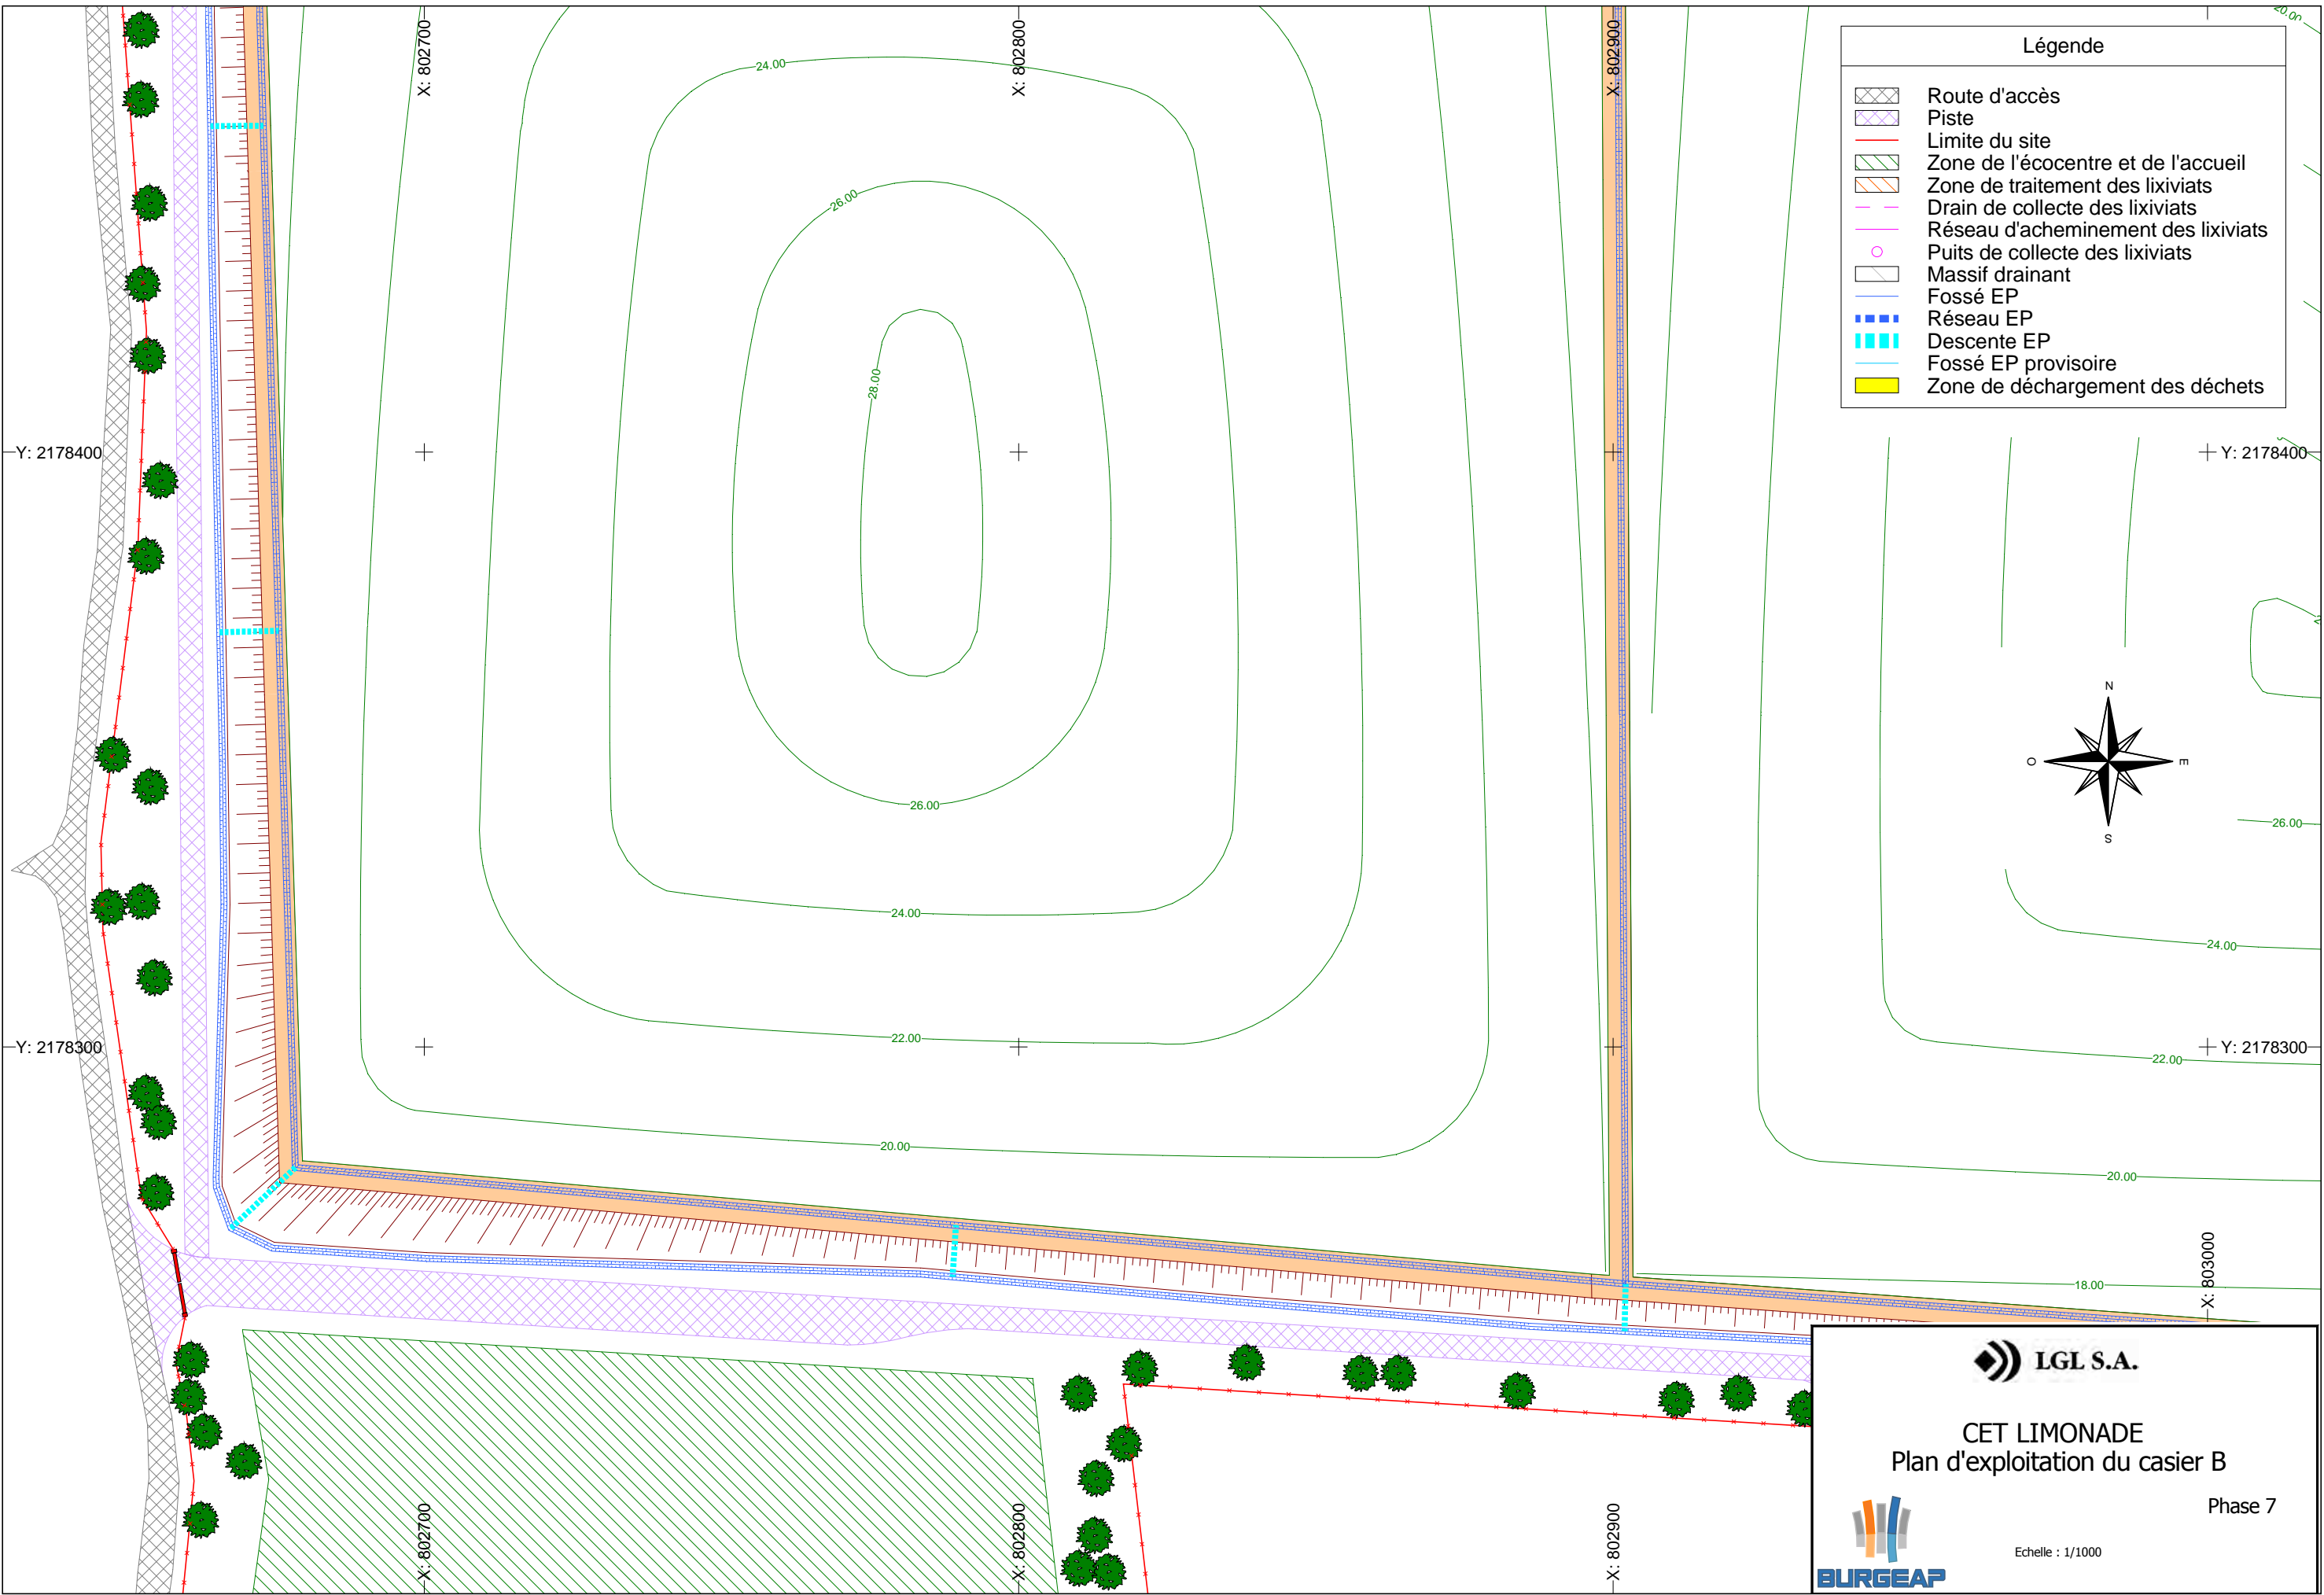 X: 802700
X: 802800
X: 802900
20.00
24.00
26.00
28.00
Légende
Route d'accès
Piste
Limite du site
Zone de l'écocentre et de l'accueil
Zone de traitement des lixiviats
Drain de collecte des lixiviats
Réseau d'acheminement des lixiviats
Puits de collecte des lixiviats
Massif drainant
Fossé EP
Réseau EP
Descente EP
Fossé EP provisoire
Zone de déchargement des déchets
Y: 2178400
Y: 2178400
N
O
E
S
26.00
26.00
24.00
24.00
Y: 2178300
22.00
22.00
Y: 2178300
20.00
20.00
18.00
X: 803000
X: 802700
X: 802800
X: 802900
LGL S.A.
CET LIMONADE
Plan d'exploitation du casier B
Phase 7
Echelle : 1/1000
BURGEAP